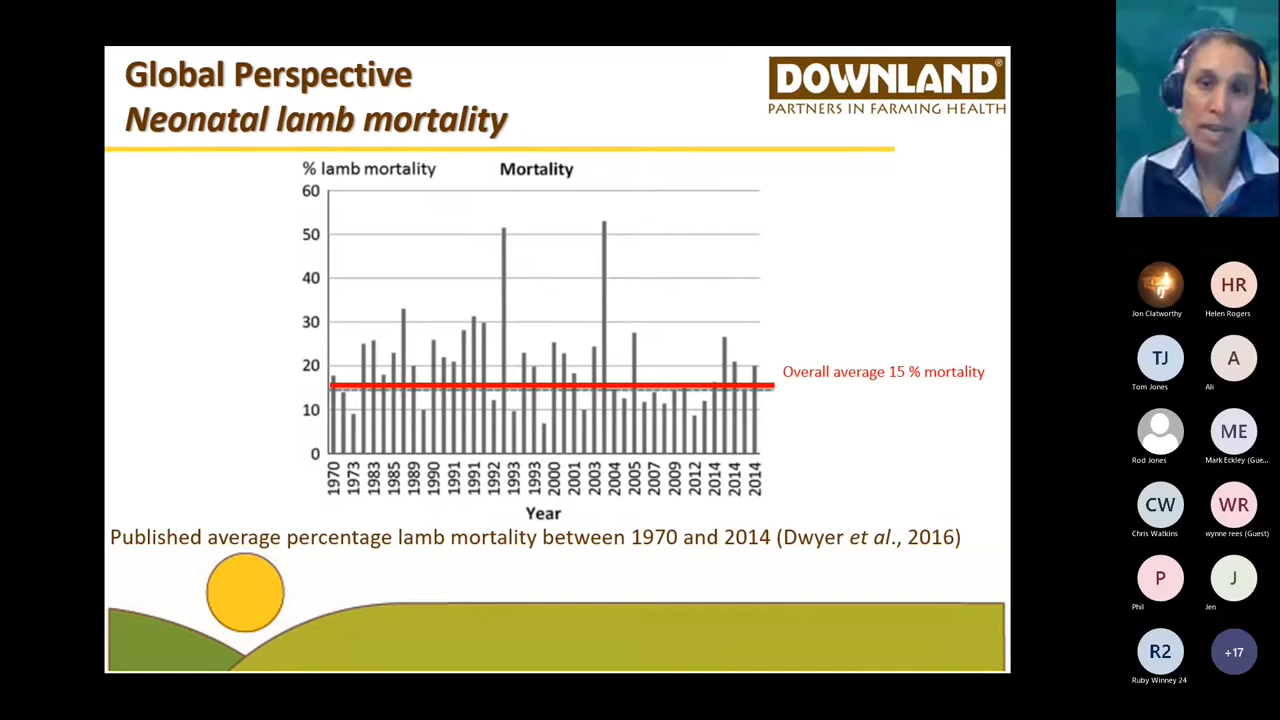 Global Perspective
Neonatal lamb mortality
DOWNLAND®
PARTNERS IN FARMING HEALTH
% lamb mortality
Mortality
60
50
40
30
20
10
0
Overall average 15 % mortality
1970
1973
1983
1985
1989
1990
1991
1991
1992
1993
1993
2000
2001
2003
2004
2005
2007
2009
2012
2014
2014
2014
Year
Published average percentage lamb mortality between 1970 and 2014 (Dwyer et al., 2016)
Jon Clatworthy
HR
Helen Rogers
TJ
Tom Jones
A
Ali
Rod Jones
ME
Mark Eckley (Gue...
CW
Chris Watkins
WR
wynne rees (Guest)
P
Phil
J
Jen
R2
Ruby Winney 24
+17